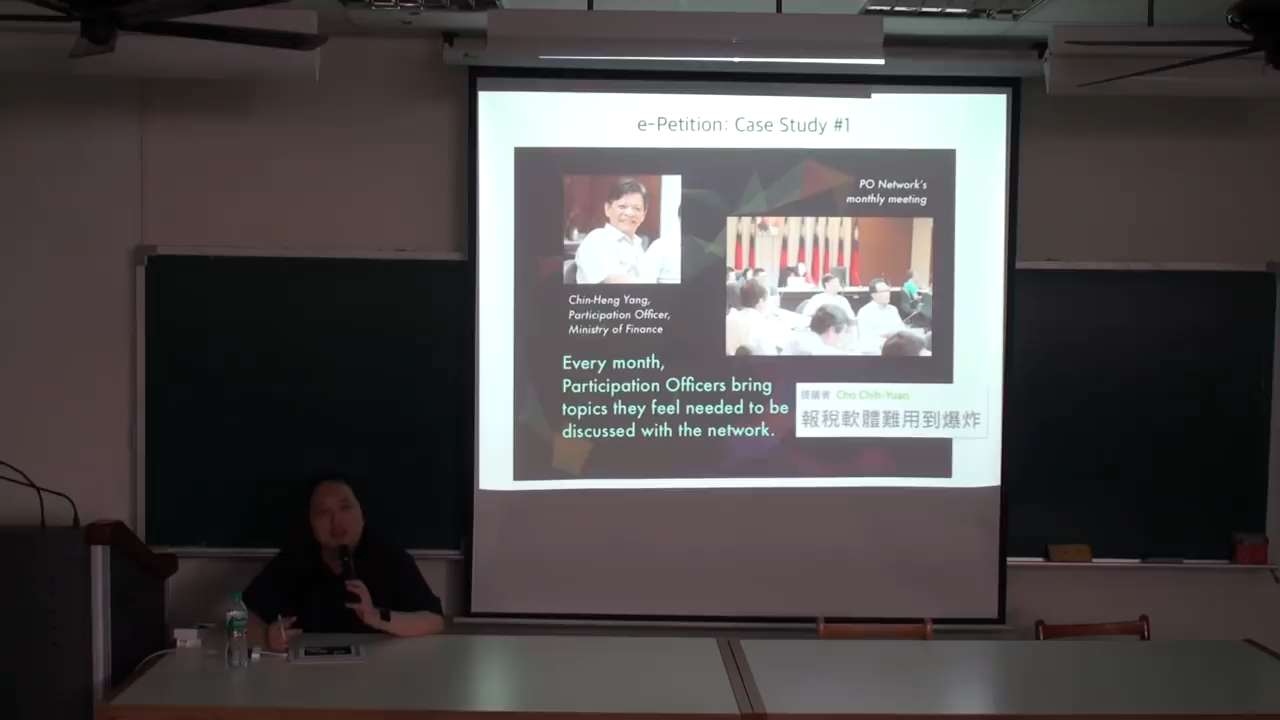 e-Petition: Case Study #1
PO Network's
monthly meeting
Chin-Heng Yang,
Participation Officer,
Ministry of Finance
Every month,
Participation Officers bring
topics they feel needed to be
discussed with the network.
提議者 Cho Chih-Yuan
報稅軟體難用到爆炸